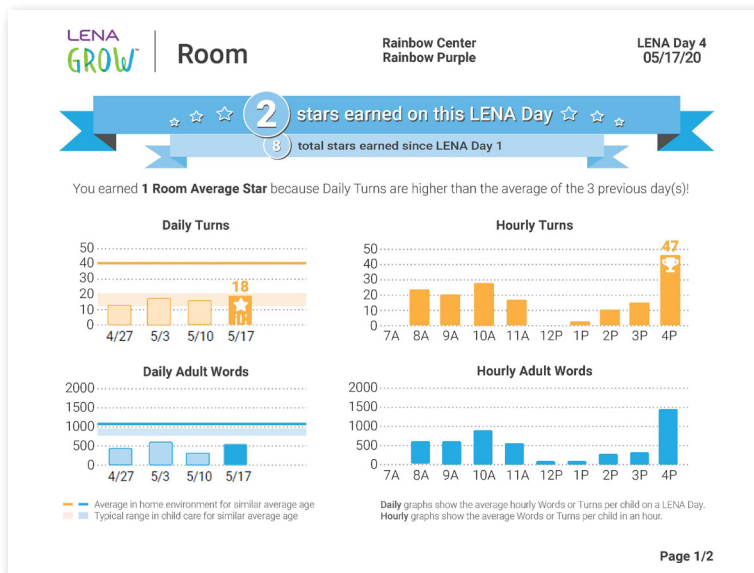 LENA
GROW™
Room
Rainbow Center
Rainbow Purple
LENA Day 4
05/17/20
2 stars earned on this LENA Day
8 total stars earned since LENA Day 1
You earned 1 Room Average Star because Daily Turns are higher than the average of the 3 previous day(s)!
Daily Turns
50
40
30
20
10
0
18
4/27 5/3 5/10 5/17
Hourly Turns
50
40
30
20
10
0
47
7A 8A 9A 10A 11A 12P 1P 2P 3P 4P
Daily Adult Words
2000
1500
1000
500
0
4/27 5/3 5/10 5/17
Hourly Adult Words
2000
1500
1000
500
0
7A 8A 9A 10A 11A 12P 1P 2P 3P 4P
Average in home environment for similar average age
Typical range in child care for similar average age
Daily graphs show the average hourly Words or Turns per child on a LENA Day.
Hourly graphs show the average Words or Turns per child in an hour.
Page 1/2